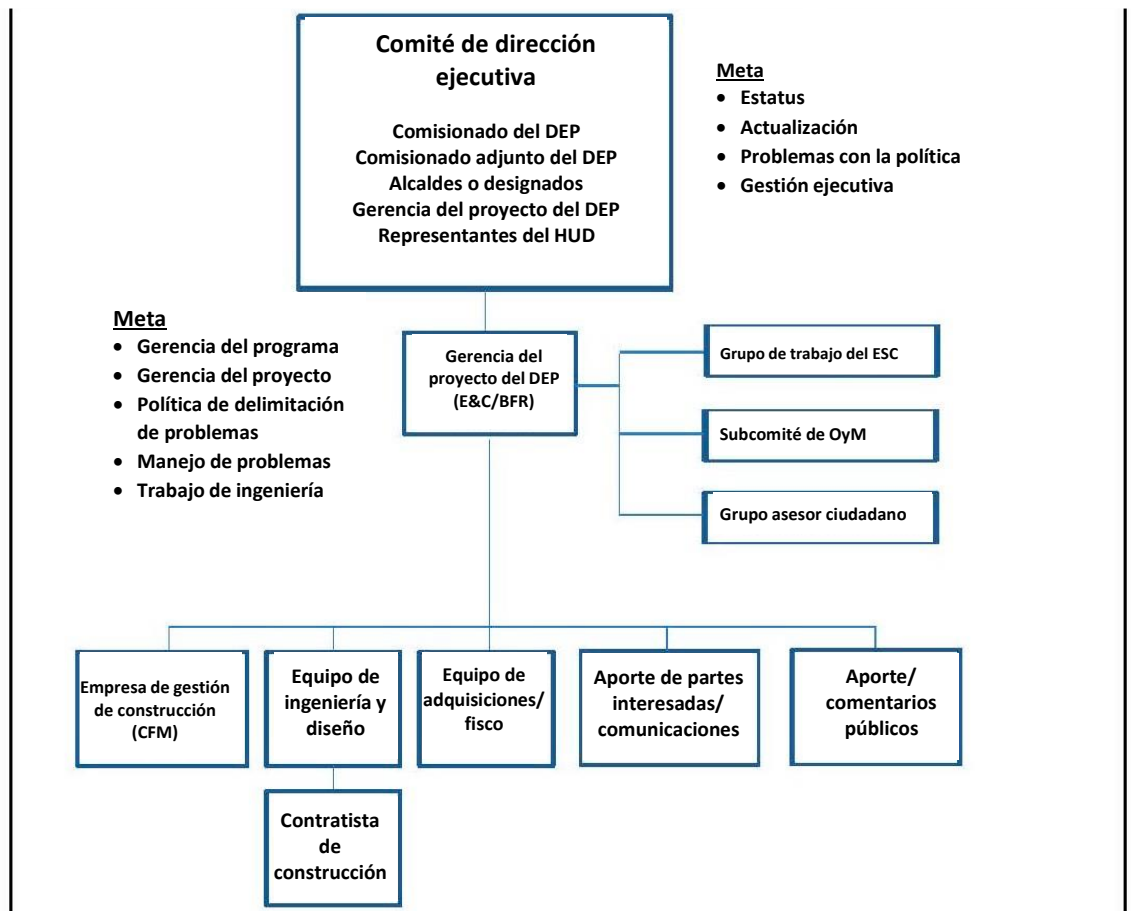 Comité de dirección
ejecutiva
Comisionado del DEP
Comisionado adjunto del DEP
Alcaldes o designados
Gerencia del proyecto del DEP
Representantes del HUD
Meta
• Estatus
• Actualización
• Problemas con la política
• Gestión ejecutiva
Meta
• Gerencia del programa
• Gerencia del proyecto
• Política de delimitación
de problemas
• Manejo de problemas
• Trabajo de ingeniería
Gerencia del
proyecto del DEP
(E&C/BFR)
Grupo de trabajo del ESC
Subcomité de OyM
Grupo asesor ciudadano
Empresa de gestión
de construcción
(CFM)
Equipo de
ingeniería y
diseño
Equipo de
adquisiciones/
fisco
Aporte de partes
interesadas/
comunicaciones
Aporte/
comentarios
públicos
Contratista
de
construcción